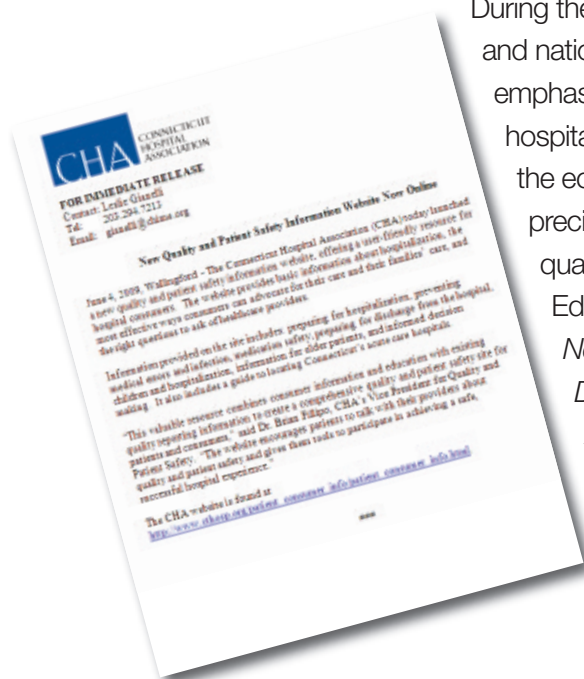 CHA
CONNECTICUT
HOSPITAL
ASSOCIATION
FOR IMMEDIATE RELEASE
Contact: Leslie Gianelli
Tel: 203.294.7213
Email: gianelli@chime.org
New Quality and Patient Safety Information Website Now Online
June 4, 2009, Wallingford - The Connecticut Hospital Association (CHA) today launched
a new quality and patient safety information website, offering a user-friendly resource for
hospital consumers. The website provides basic information about hospitalization, the
most effective ways consumers can advocate for their care and their families' care, and
the right questions to ask of healthcare providers.
Information provided on the site includes: preparing for hospitalization, preventing
medical errors and infection, medication safety, preparing for discharge from the hospital,
children and hospitalization, information for older patients, and informed decision
making. It also includes a guide to locating Connecticut's acute care hospitals.
"This valuable resource combines consumer information and education with existing
quality reporting information to create a comprehensive quality and patient safety site for
patients and consumers," said Dr. Brian Fillipo, CHA's Vice President for Quality and
Patient Safety. "The website encourages patients to talk with their providers about
quality and patient safety and gives them tools to participate in achieving a safe,
successful hospital experience."
The CHA website is found at
http://www.cthosp.org/patient_consumer_info/patient_consumer_info.html
###
During the
and natio
emphas
hospita
the ec
preci
qua
Ed
N
D